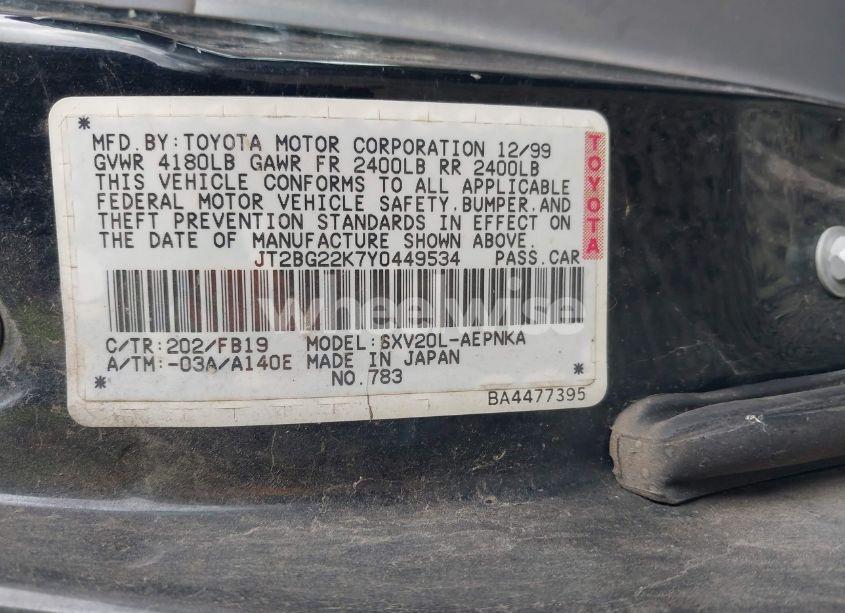 MFD.BY:TOYOTA MOTOR CORPORATION 12/99
GVWR 4180LB GAWR FR 2400LB RR 2400LB
THIS VEHICLE CONFORMS TO ALL APPLICABLE
FEDERAL MOTOR VEHICLE SAFETY,BUMPER,AND
THEFT PREVENTION STANDARDS IN EFFECT ON
THE DATE OF MANUFACTURE SHOWN ABOVE.
TOYOTA
JT2BG22K7Y0449534 PASS.CAR
wheelwise
C/TR:202/FB19 MODEL:SXV20L-AEPNKA
A/TM:-03A/A140E MADE IN JAPAN
NO.783
BA4477395